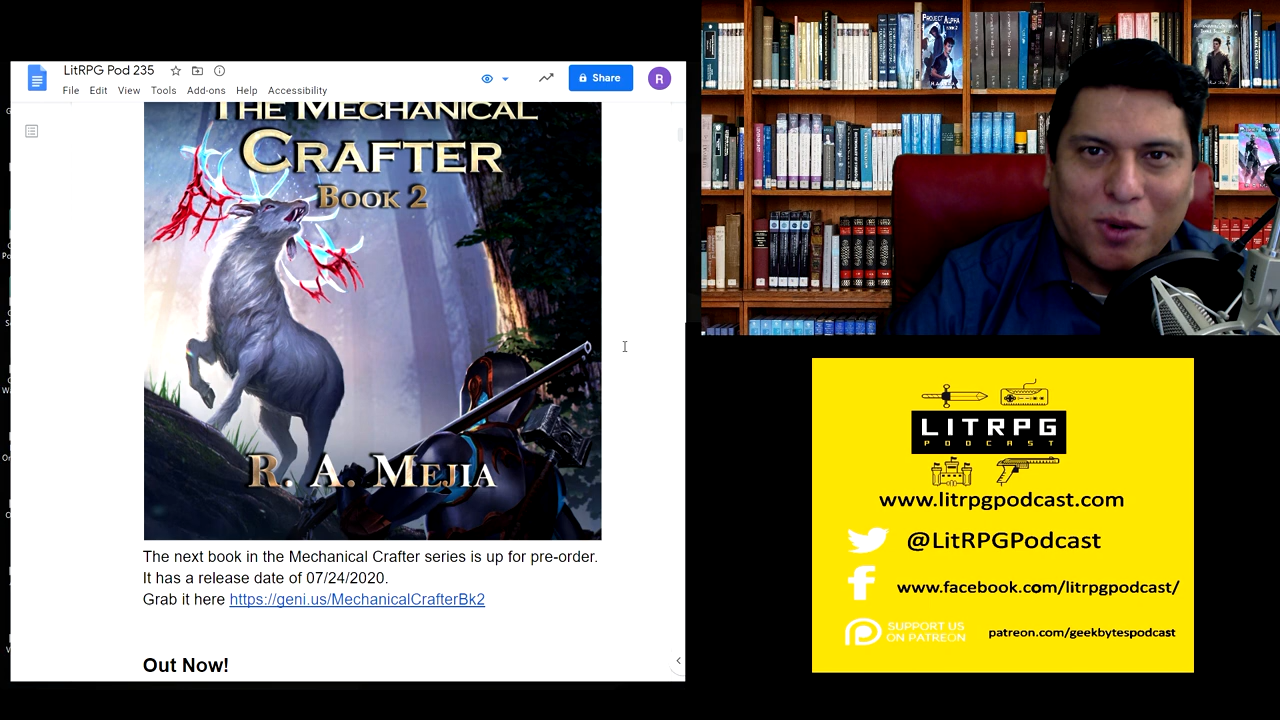 LitRPG Pod 235
File Edit View Tools Add-ons Help Accessibility
Share
R
THE MECHANICAL
CRAFTER
BOOK 2
R. A. MEJIA
The next book in the Mechanical Crafter series is up for pre-order.
It has a release date of 07/24/2020.
Grab it here https://geni.us/MechanicalCrafterBk2
Out Now!
PROJECT ALPHA
LITRPG
PODCAST
www.litrpgpodcast.com
@LitRPGPodcast
www.facebook.com/litrpgpodcast/
SUPPORT US
ON PATREON
patreon.com/geekbytespodcast